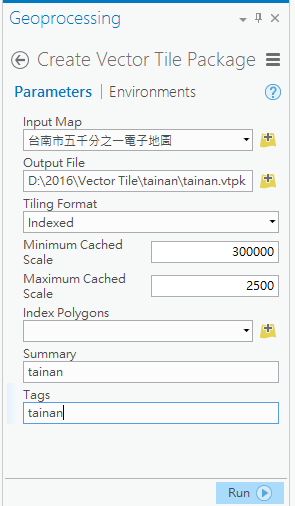 Geoprocessing
Create Vector Tile Package
Parameters | Environments
Input Map
台南市五千分之一電子地圖
Output File
D:\2016\Vector Tile\tainan\tainan.vtpk
Tiling Format
Indexed
Minimum Cached Scale
300000
Maximum Cached Scale
2500
Index Polygons
Summary
tainan
Tags
tainan
Run